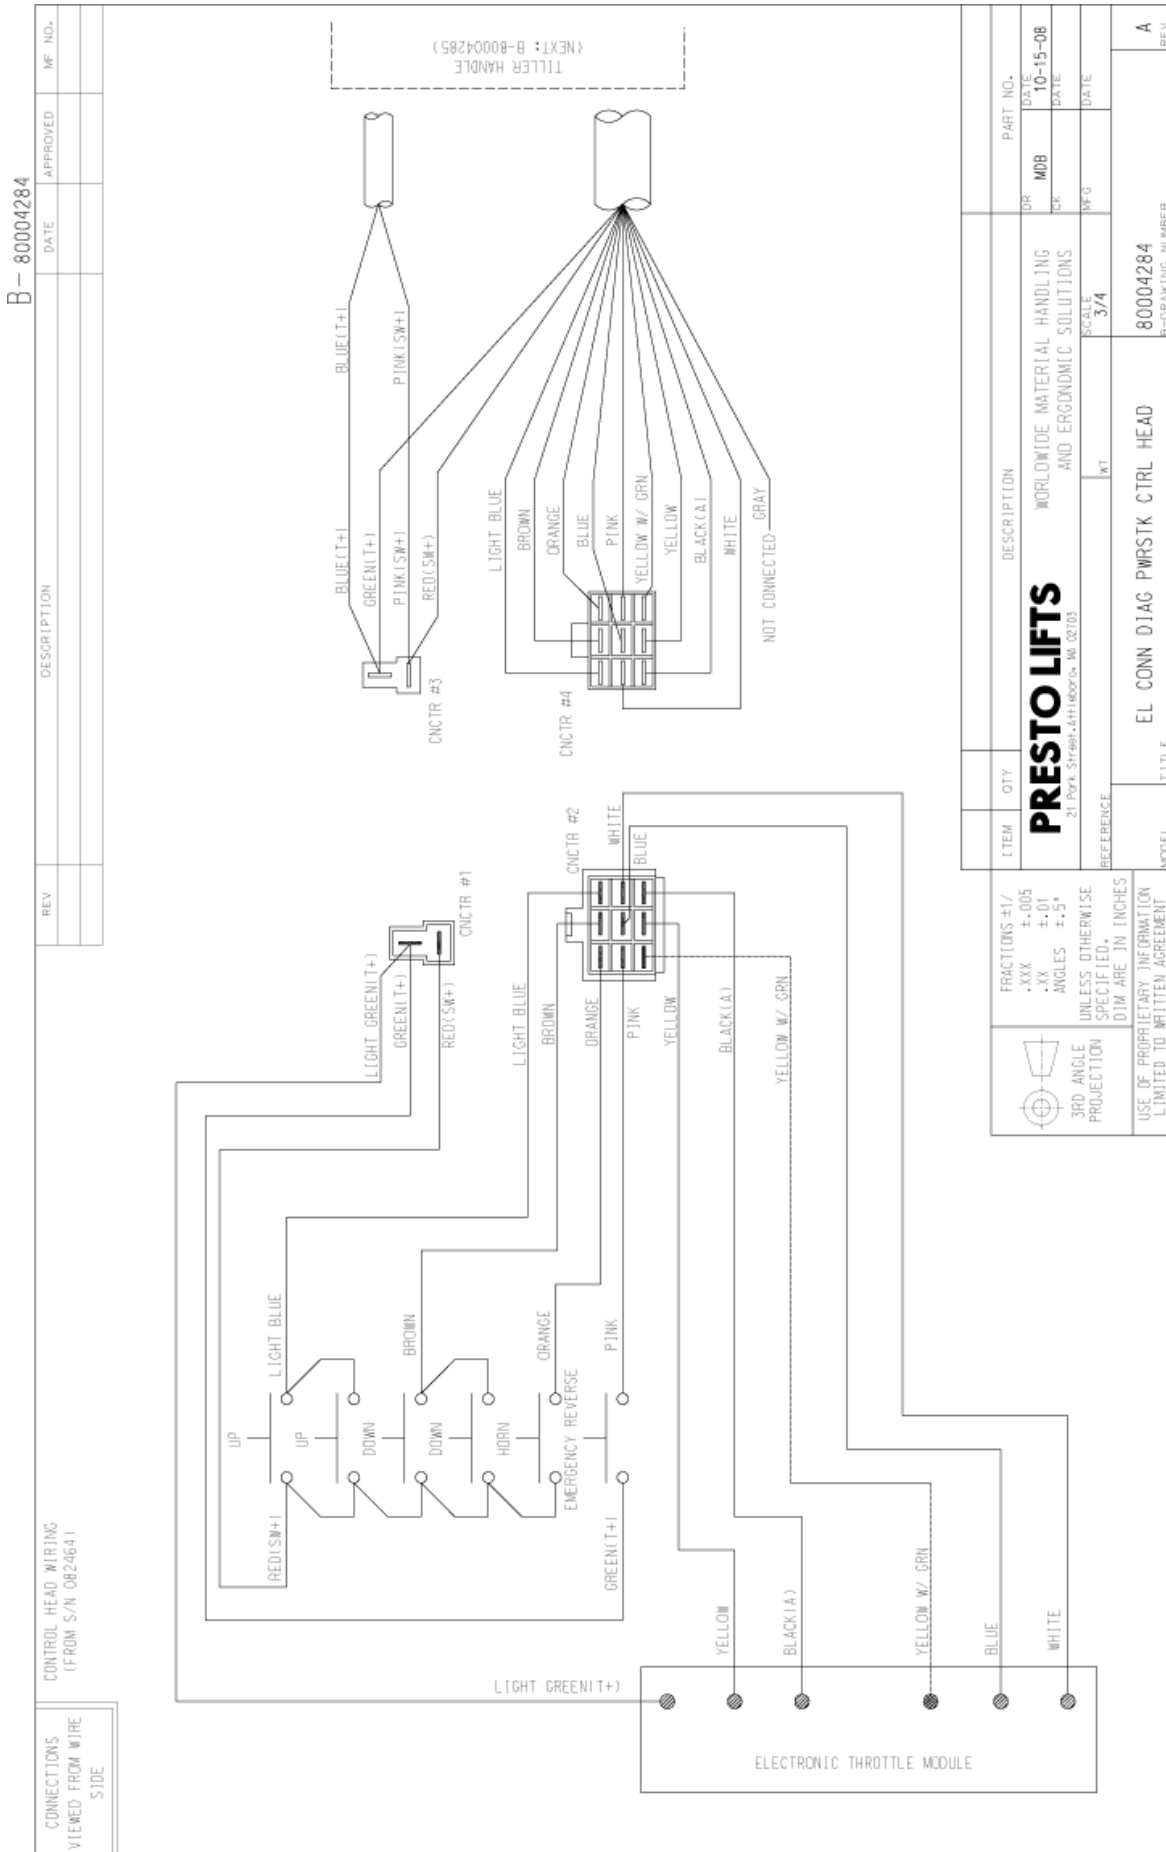 B- 80004284
REV
DESCRIPTION
DATE
APPROVED
MF NO.
CONNECTIONS
VIEWED FROM WIRE
SIDE
CONTROL HEAD WIRING
(FROM S/N 082464)
TILLER HANDLE
(NEXT: B-80004285)
RED(SW+)
UP
LIGHT BLUE
UP
DOWN
BROWN
DOWN
HORN
ORANGE
EMERGENCY REVERSE
GREEN(T+)
PINK
LIGHT GREEN(T+)
GREEN(T+)
RED(SW+)
CNCTR #1
LIGHT BLUE
BROWN
ORANGE
PINK
YELLOW
BLACK(A)
YELLOW W/ GRN
CNCTR #2
WHITE
BLUE
BLUE(T+)
GREEN(T+)
PINK(SW+)
RED(SW+)
CNCTR #3
BLUE(T+)
PINK(SW+)
CNCTR #4
LIGHT BLUE
BROWN
ORANGE
BLUE
PINK
YELLOW W/ GRN
YELLOW
BLACK(A)
WHITE
NOT CONNECTED
GRAY
LIGHT GREEN(T+)
YELLOW
BLACK(A)
YELLOW W/ GRN
BLUE
WHITE
ELECTRONIC THROTTLE MODULE
3RD ANGLE
PROJECTION
FRACTIONS ±1/
.XXX ±.005
.XX ±.01
ANGLES ±.5°
UNLESS OTHERWISE
SPECIFIED.
DIM ARE IN INCHES
USE OF PROPRIETARY INFORMATION
LIMITED TO WRITTEN AGREEMENT
ITEM
QTY
DESCRIPTION
PART NO.
PRESTO LIFTS
21 Park Street, Attleboro, MA 02703
WORLDWIDE MATERIAL HANDLING
AND ERGONOMIC SOLUTIONS
DR
MDB
DATE
10-15-08
CK
DATE
REFERENCE
WT
SCALE
3/4
MFG
DATE
MODEL
TITLE
EL CONN DIAG PWRSTK CTRL HEAD
80004284
B-DRAWING NUMBER
A
REV